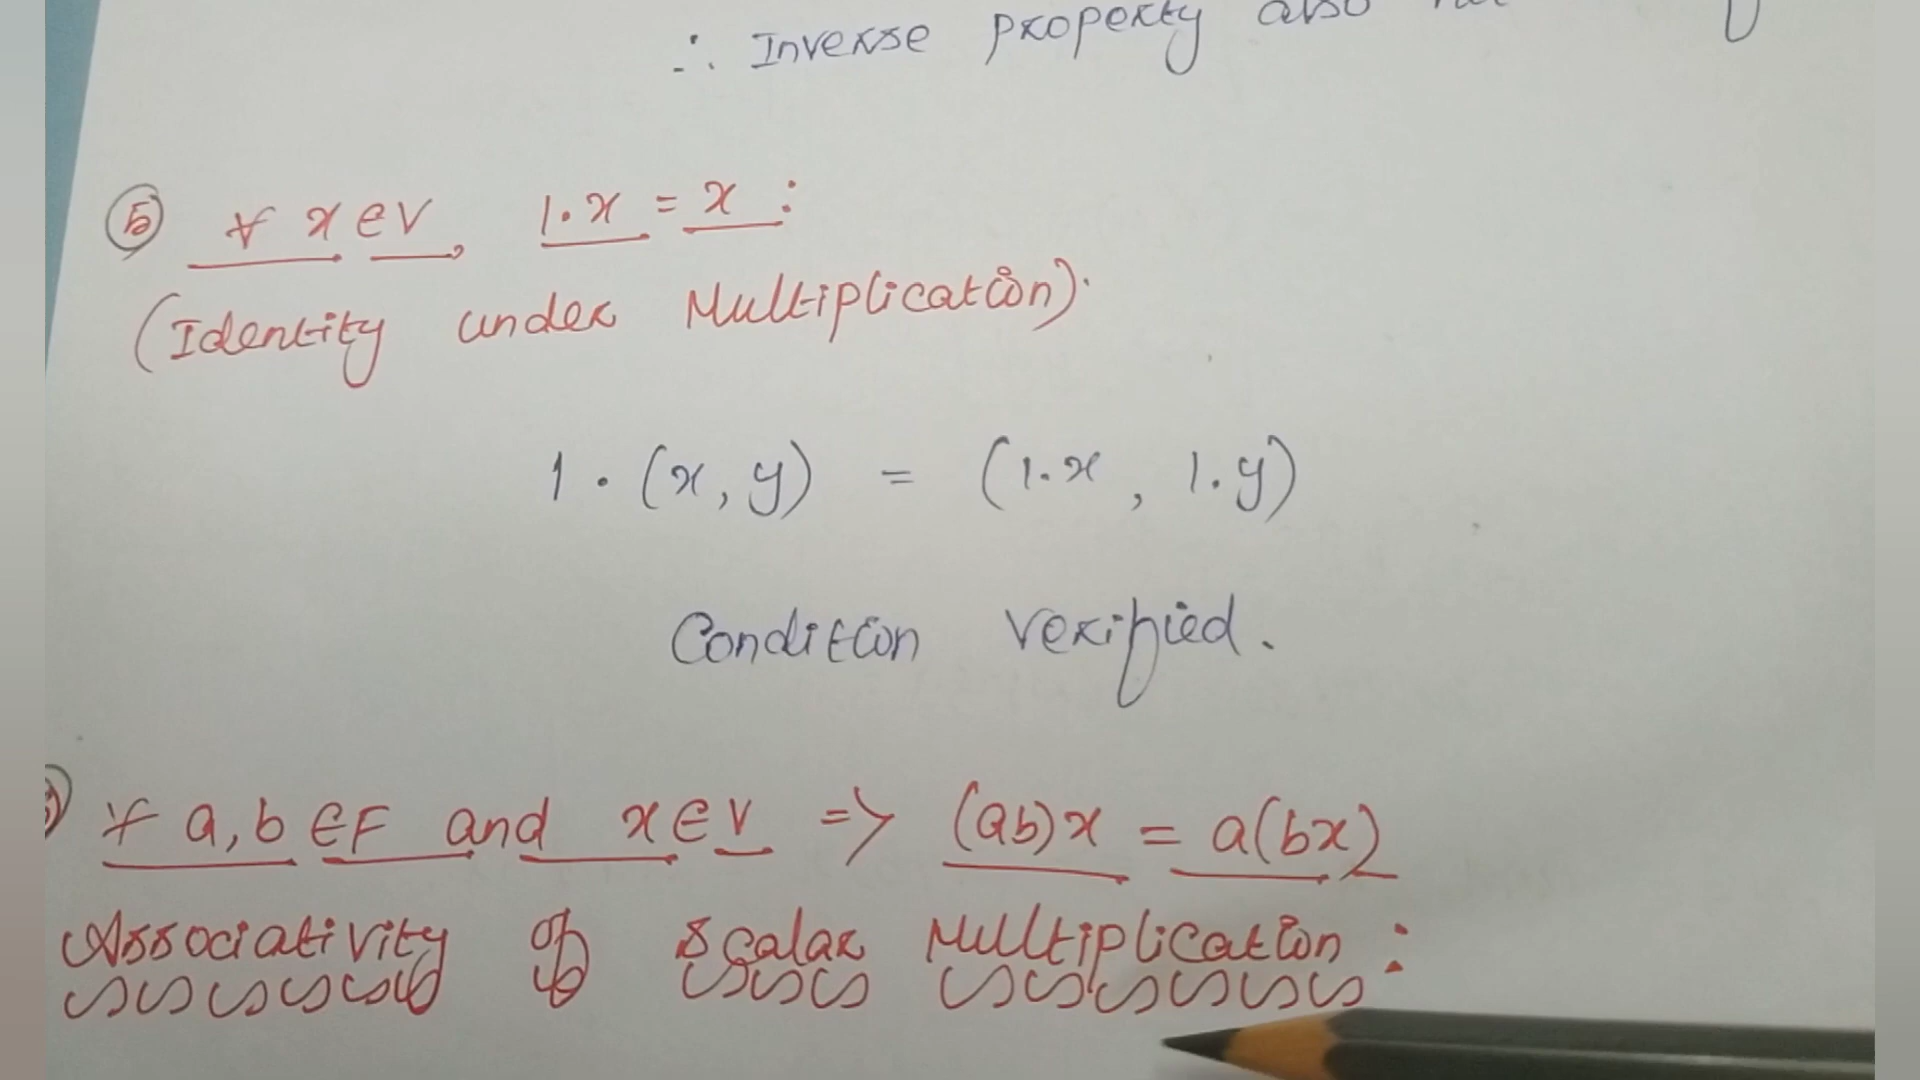 ∴ Inverse property also
⑤ ∀ x ∈ V, 1.x = x :
(Identity under Multiplication).
1 . (x, y) = (1.x , 1.y)
Condition Verified.
∀ a, b ∈ F and x ∈ V => (ab)x = a(bx)
Associativity of Scalar Multiplication :